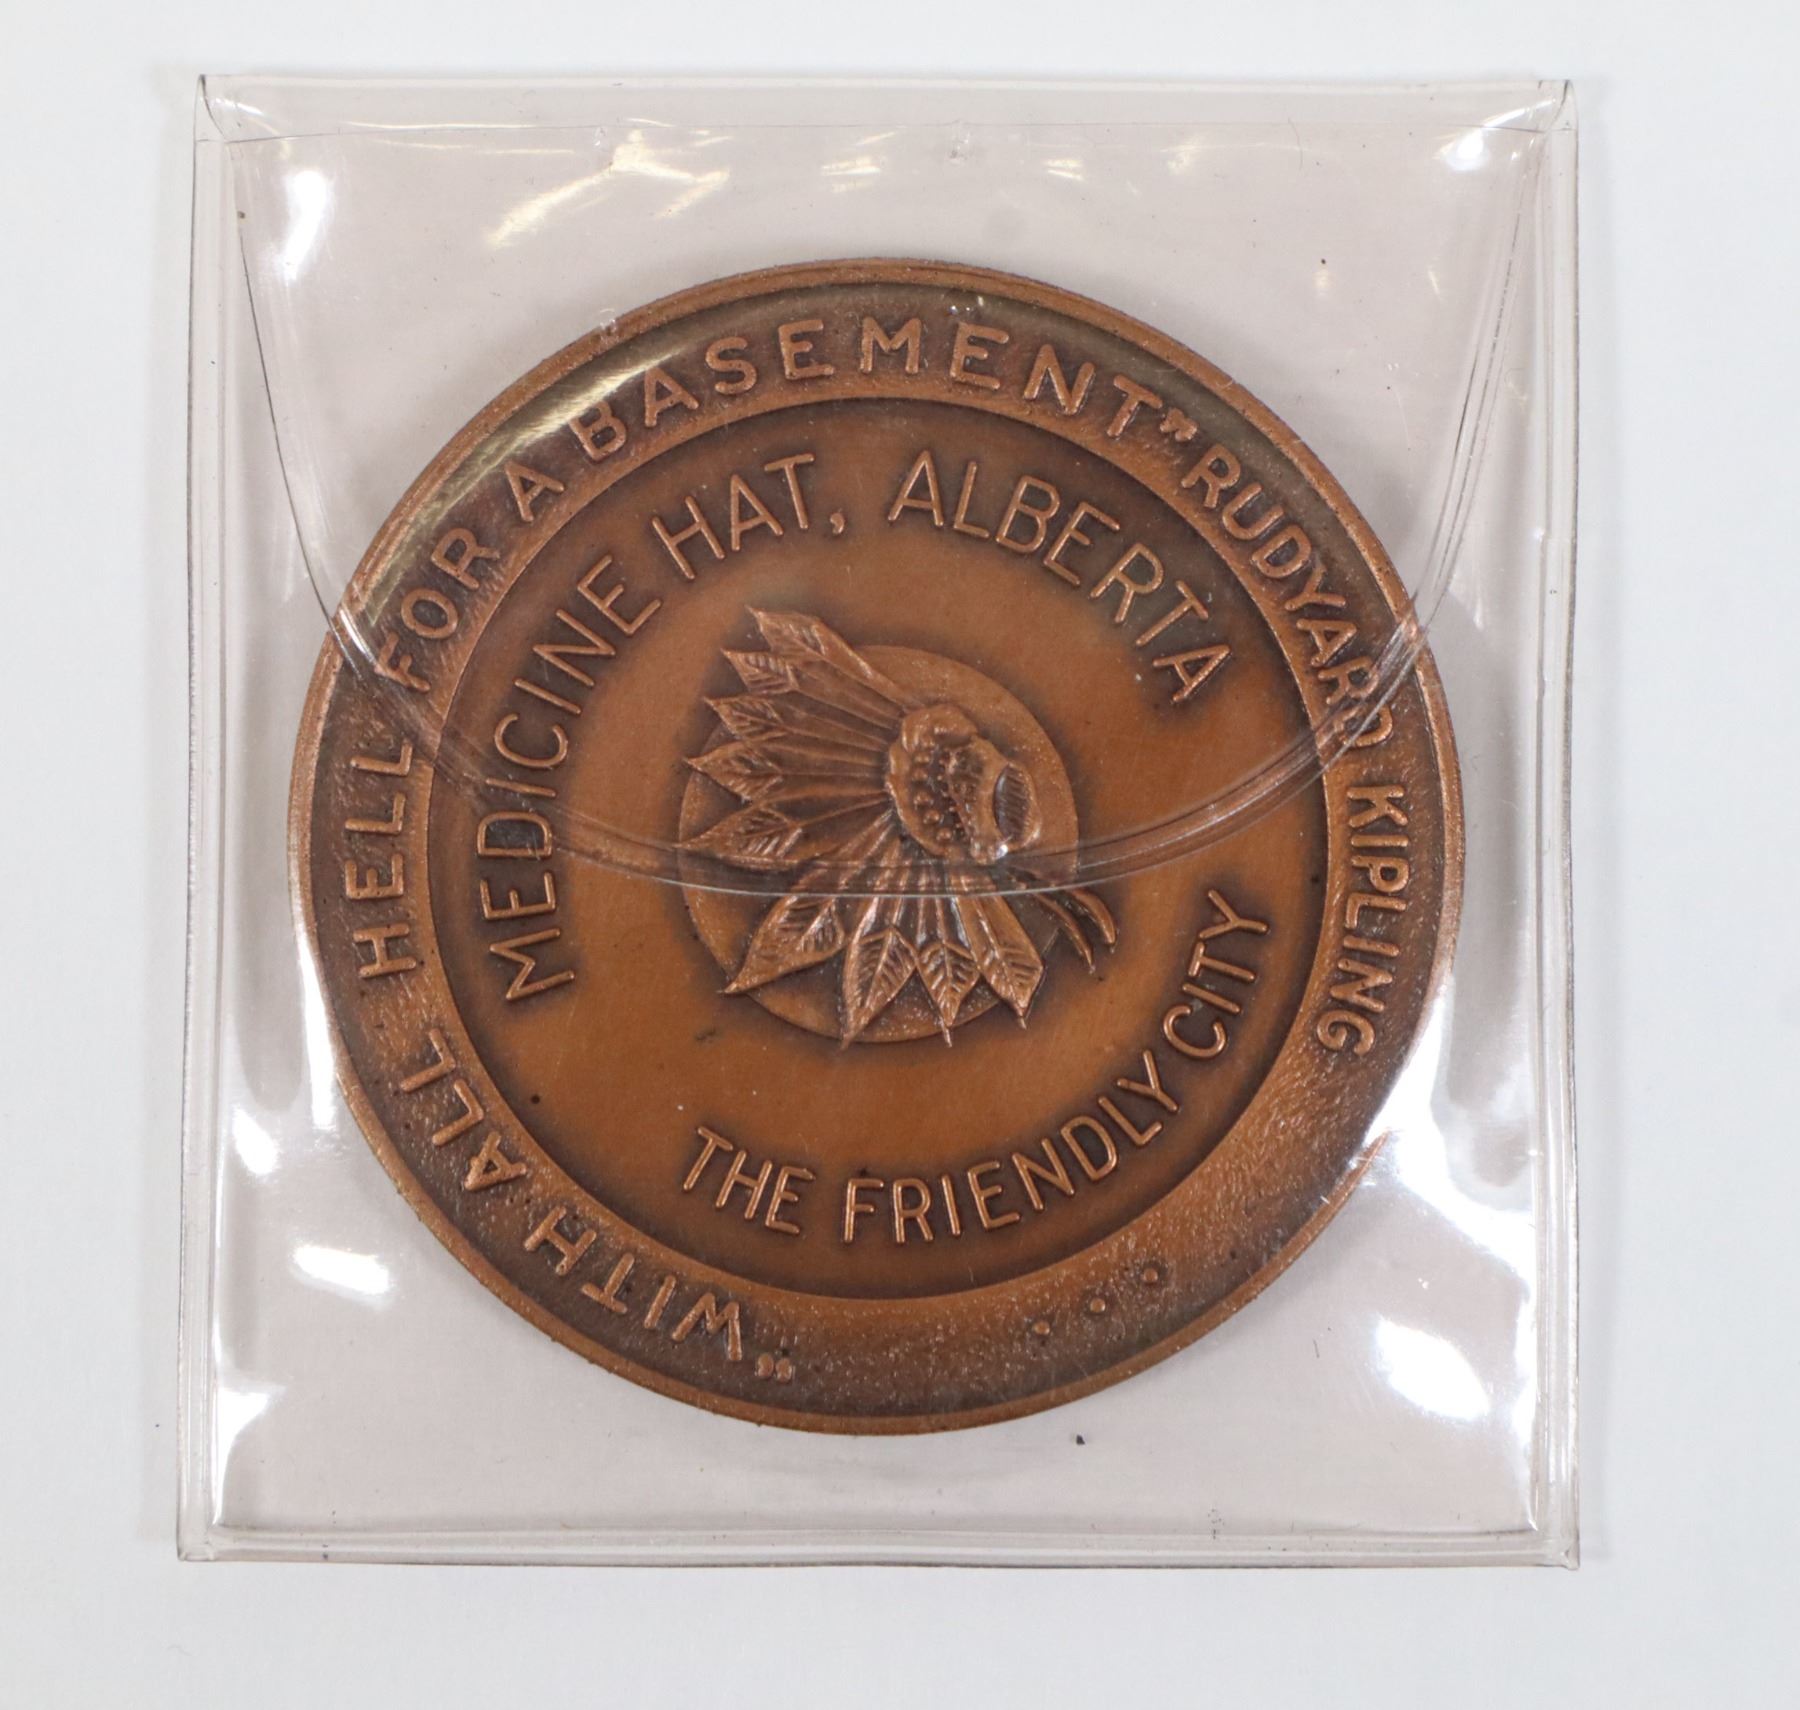 "WITH ALL HELL FOR A BASEMENT" RUDYARD KIPLING
MEDICINE HAT, ALBERTA
THE FRIENDLY CITY